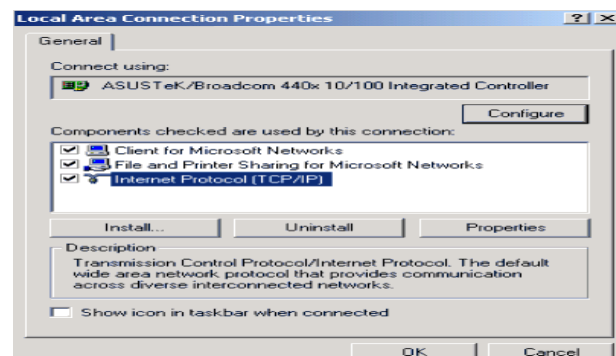 Local Area Connection Properties
General
Connect using:
ASUSTeK/Broadcom 440x 10/100 Integrated Controller
Configure
Components checked are used by this connection:
Client for Microsoft Networks
File and Printer Sharing for Microsoft Networks
Internet Protocol (TCP/IP)
Install... Uninstall Properties
Description
Transmission Control Protocol/Internet Protocol. The default
wide area network protocol that provides communication
across diverse interconnected networks.
Show icon in taskbar when connected
OK Cancel